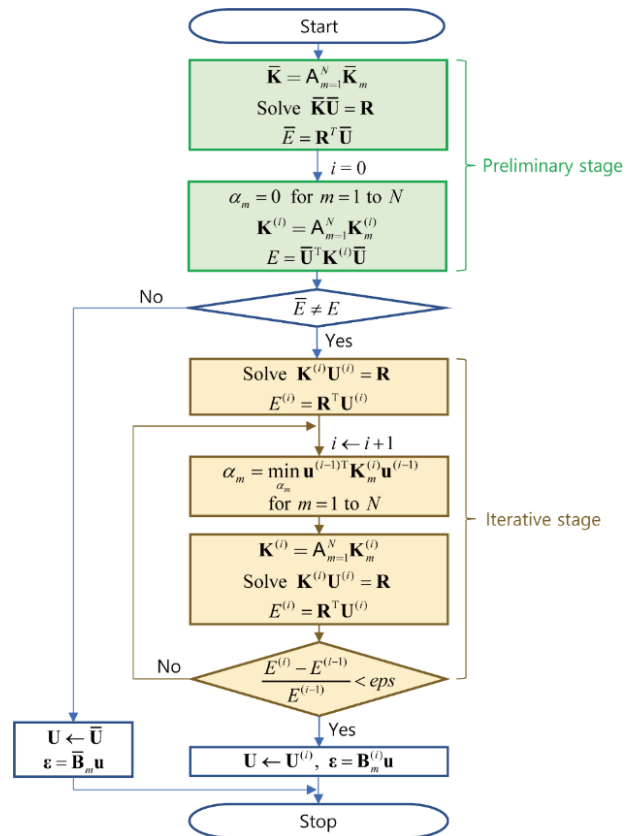 Start
K̄ = A_{m=1}^{N} K̄_m
Solve K̄Ū = R
Ē = R^T Ū
i = 0
α_m = 0 for m = 1 to N
K^{(i)} = A_{m=1}^{N} K_m^{(i)}
E = Ū^T K^{(i)} Ū
Preliminary stage
No
Ē ≠ E
Yes
Solve K^{(i)} U^{(i)} = R
E^{(i)} = R^T U^{(i)}
i ← i+1
α_m = min_{α_m} u^{(i-1)T} K_m^{(i)} u^{(i-1)}
for m = 1 to N
K^{(i)} = A_{m=1}^{N} K_m^{(i)}
Solve K^{(i)} U^{(i)} = R
E^{(i)} = R^T U^{(i)}
Iterative stage
No
(E^{(i)} − E^{(i-1)}) / E^{(i-1)} < eps
Yes
U ← Ū
ε = B̄_m u
U ← U^{(i)}, ε = B_m^{(i)} u
Stop